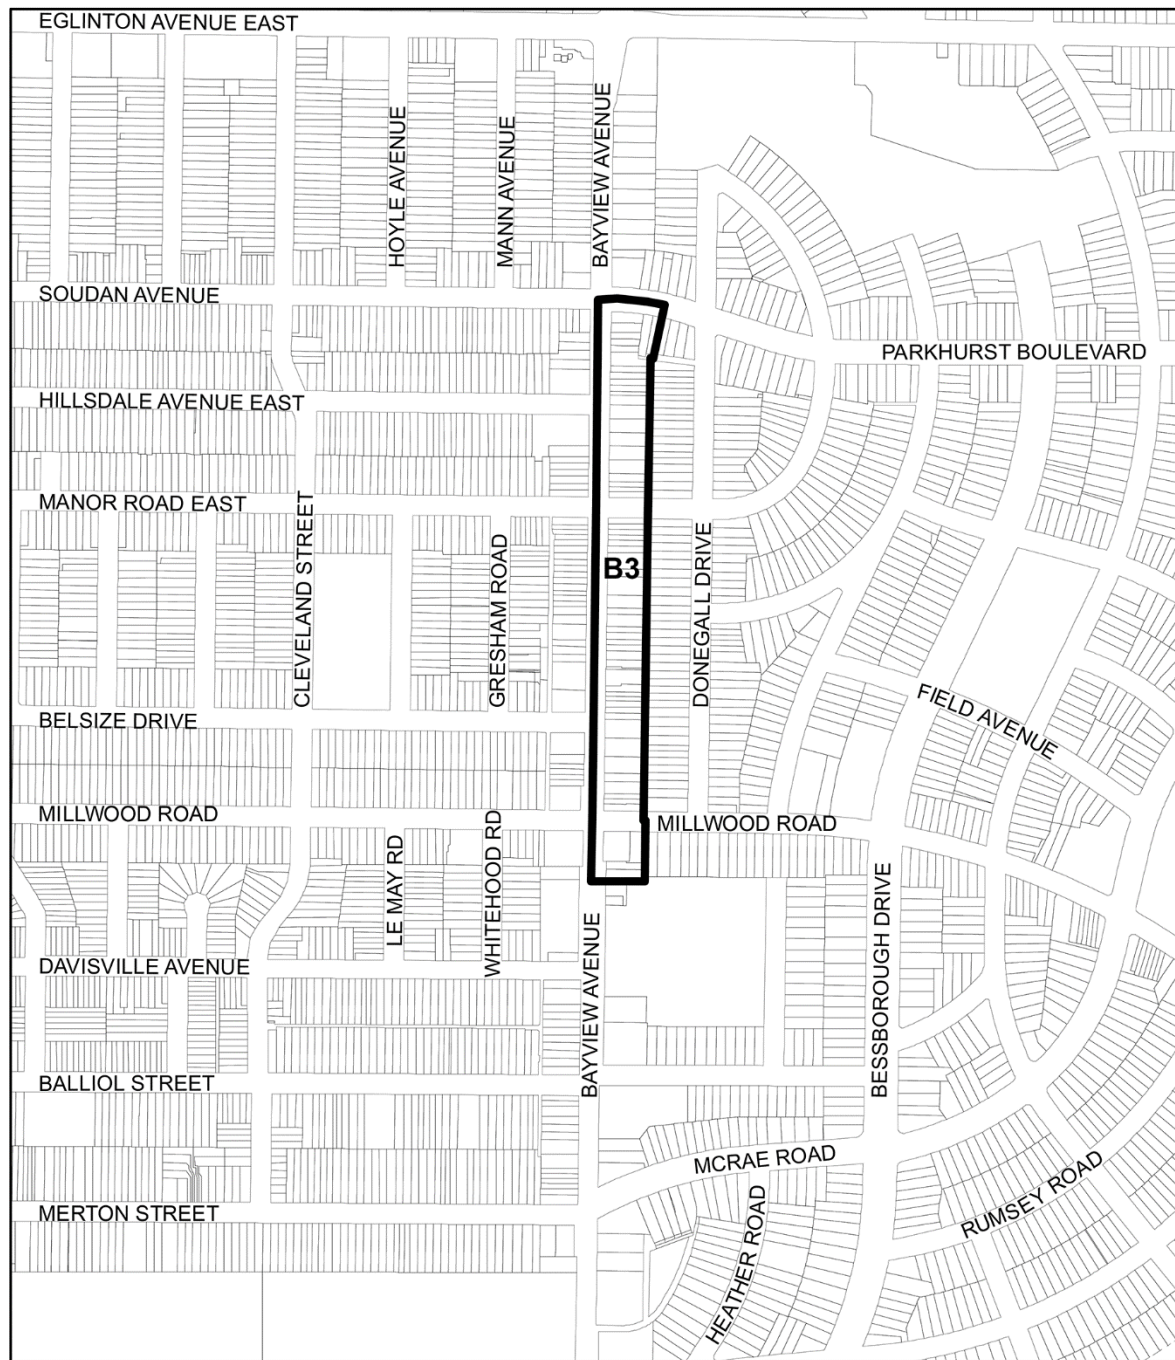 EGLINTON AVENUE EAST
HOYLE AVENUE
MANN AVENUE
BAYVIEW AVENUE
SOUDAN AVENUE
PARKHURST BOULEVARD
HILLSDALE AVENUE EAST
MANOR ROAD EAST
CLEVELAND STREET
GRESHAM ROAD
B3
DONEGALL DRIVE
FIELD AVENUE
BELSIZE DRIVE
MILLWOOD ROAD
MILLWOOD ROAD
LE MAY RD
WHITEHOOD RD
BAYVIEW AVENUE
BESSBOROUGH DRIVE
DAVISVILLE AVENUE
BALLIOL STREET
MCRAE ROAD
RUMSEY ROAD
MERTON STREET
HEATHER ROAD